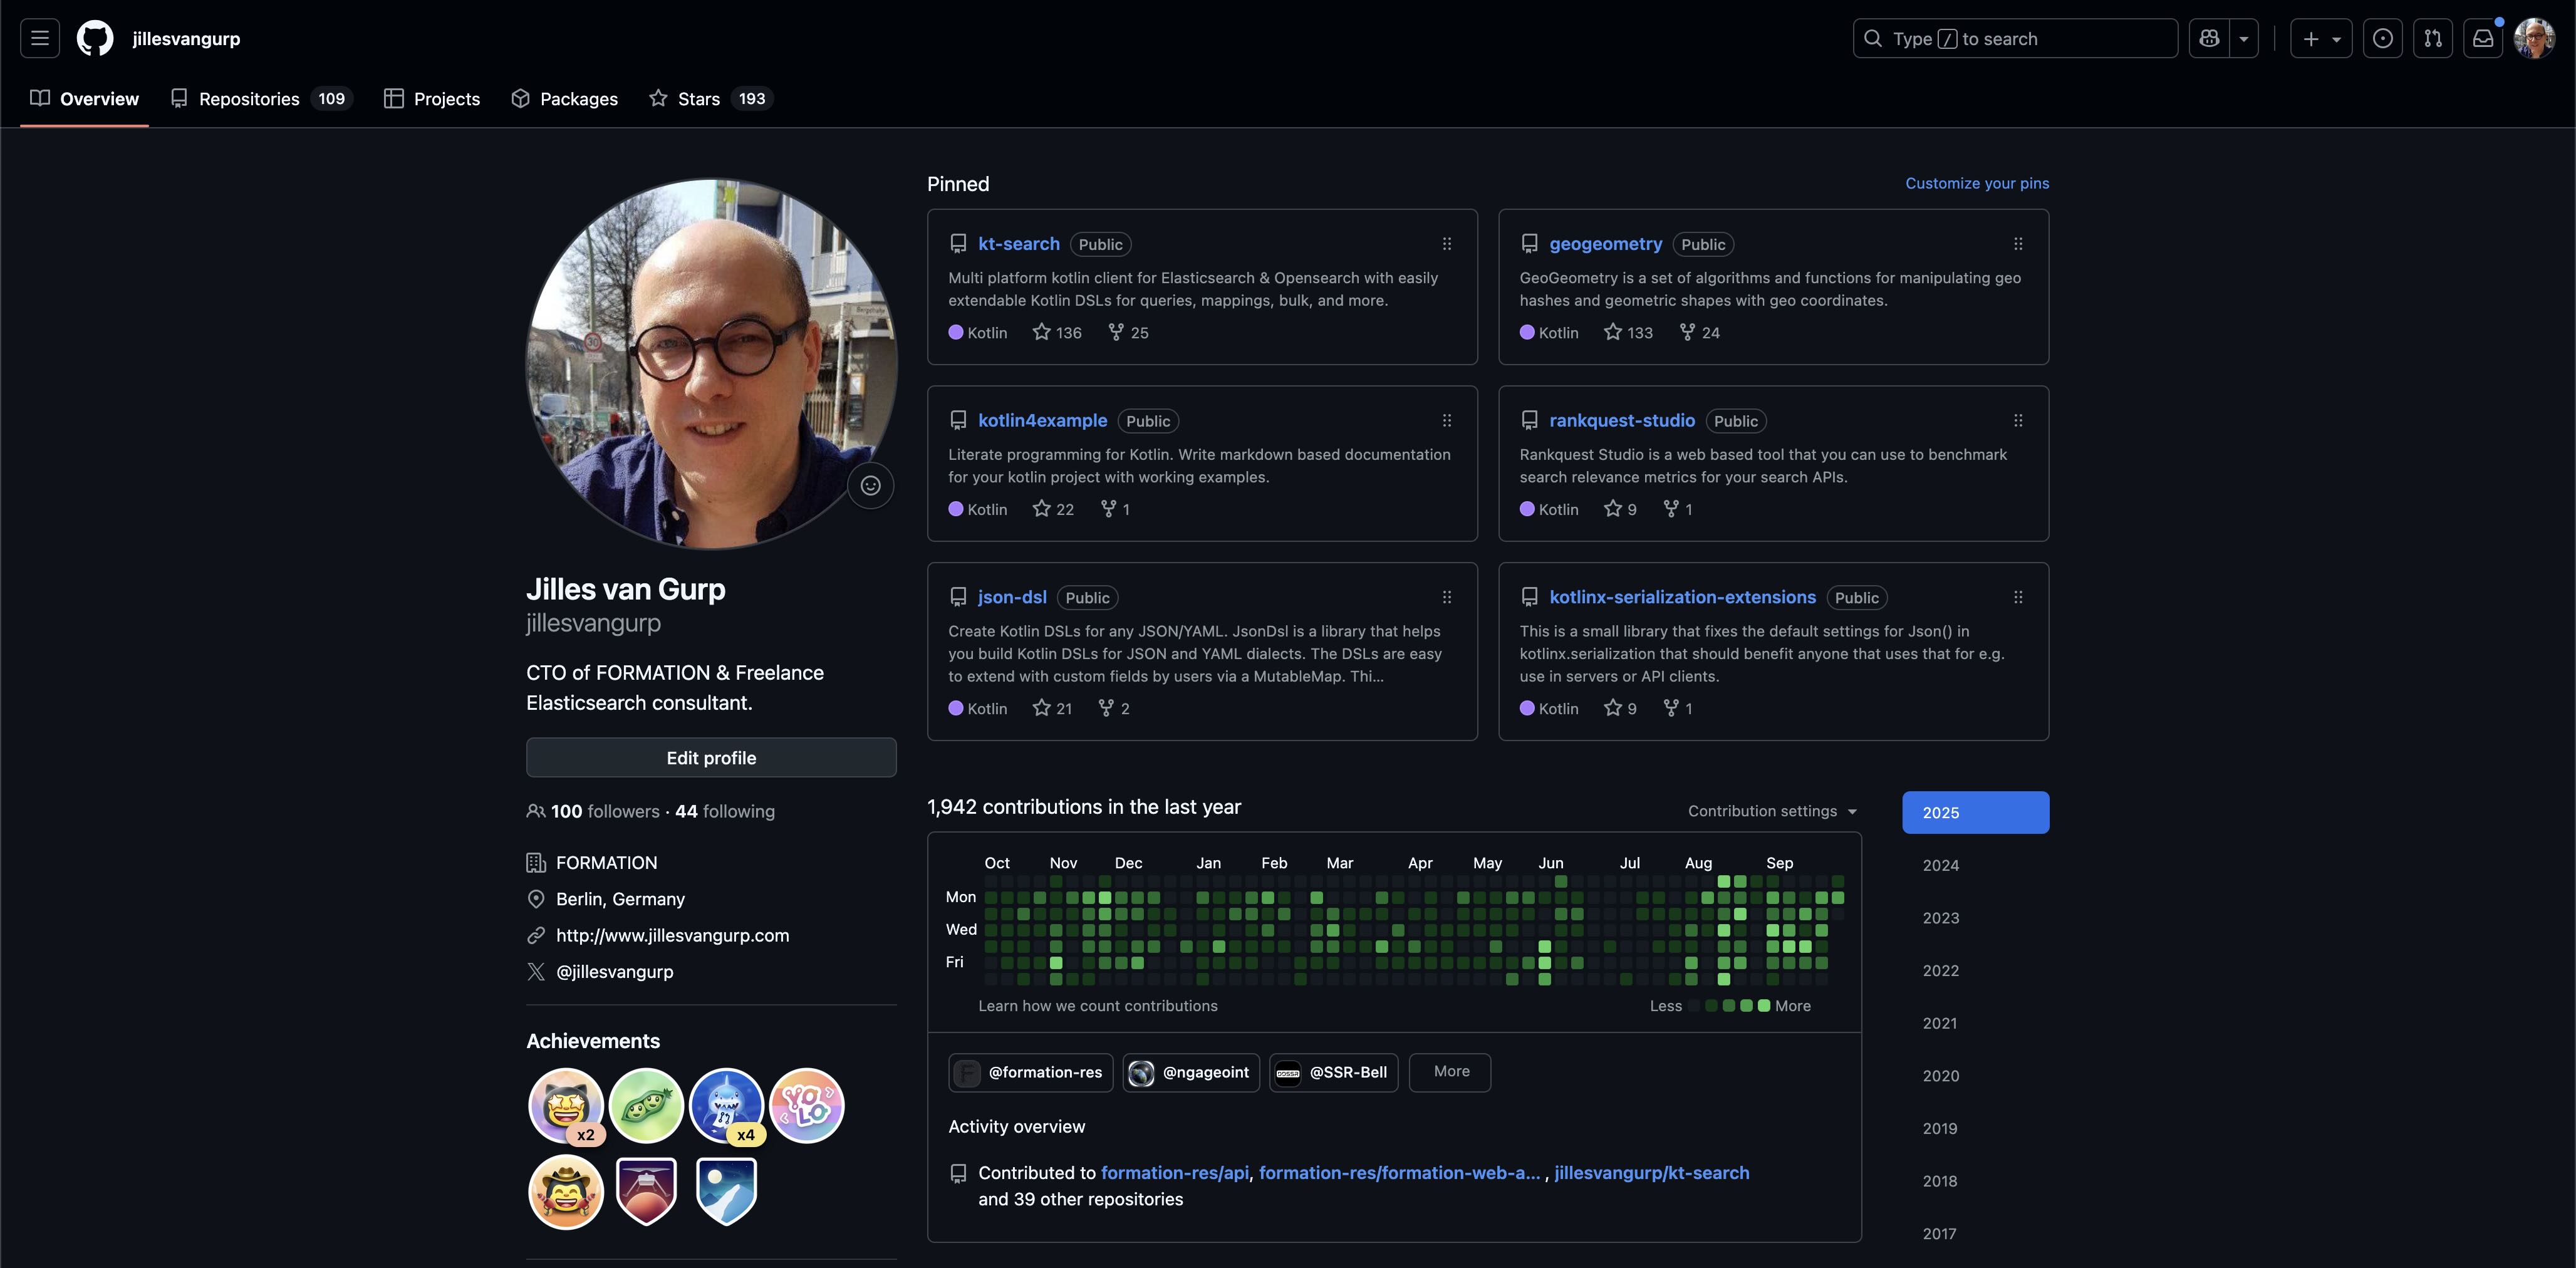 jillesvangurp
Type / to search
Overview
Repositories 109
Projects
Packages
Stars 193
Jilles van Gurp
jillesvangurp
CTO of FORMATION & Freelance
Elasticsearch consultant.
Edit profile
100 followers · 44 following
FORMATION
Berlin, Germany
http://www.jillesvangurp.com
@jillesvangurp
Achievements
x2
x4
YOLO
Pinned
Customize your pins
kt-search Public
Multi platform kotlin client for Elasticsearch & Opensearch with easily
extendable Kotlin DSLs for queries, mappings, bulk, and more.
Kotlin 136 25
geogeometry Public
GeoGeometry is a set of algorithms and functions for manipulating geo
hashes and geometric shapes with geo coordinates.
Kotlin 133 24
kotlin4example Public
Literate programming for Kotlin. Write markdown based documentation
for your kotlin project with working examples.
Kotlin 22 1
rankquest-studio Public
Rankquest Studio is a web based tool that you can use to benchmark
search relevance metrics for your search APIs.
Kotlin 9 1
json-dsl Public
Create Kotlin DSLs for any JSON/YAML. JsonDsl is a library that helps
you build Kotlin DSLs for JSON and YAML dialects. The DSLs are easy
to extend with custom fields by users via a MutableMap. Thi...
Kotlin 21 2
kotlinx-serialization-extensions Public
This is a small library that fixes the default settings for Json() in
kotlinx.serialization that should benefit anyone that uses that for e.g.
use in servers or API clients.
Kotlin 9 1
1,942 contributions in the last year
Contribution settings
Oct Nov Dec Jan Feb Mar Apr May Jun Jul Aug Sep
Mon
Wed
Fri
Learn how we count contributions
Less More
@formation-res
@ngageoint
@SSR-Bell
More
Activity overview
Contributed to formation-res/api, formation-res/formation-web-a... , jillesvangurp/kt-search
and 39 other repositories
2025
2024
2023
2022
2021
2020
2019
2018
2017